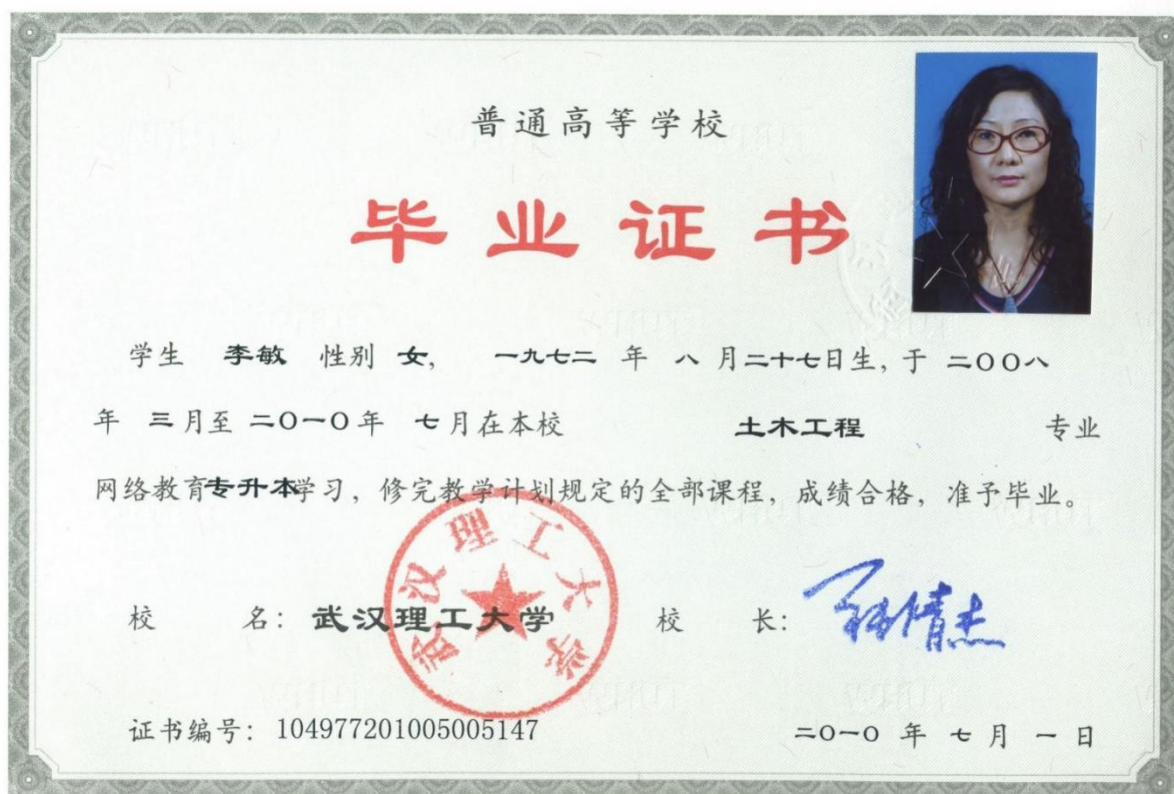 普通高等学校
毕业证书
学生 李敏 性别 女, 一九七二 年 八 月二十七日生, 于 二〇〇八
年 三月至 二〇一〇年 七月在本校 土木工程 专业
网络教育专升本学习, 修完教学计划规定的全部课程, 成绩合格, 准予毕业。
武汉理工大学
校 名: 武汉理工大学 校 长:
证书编号: 104977201005005147 二〇一〇 年 七 月 一 日